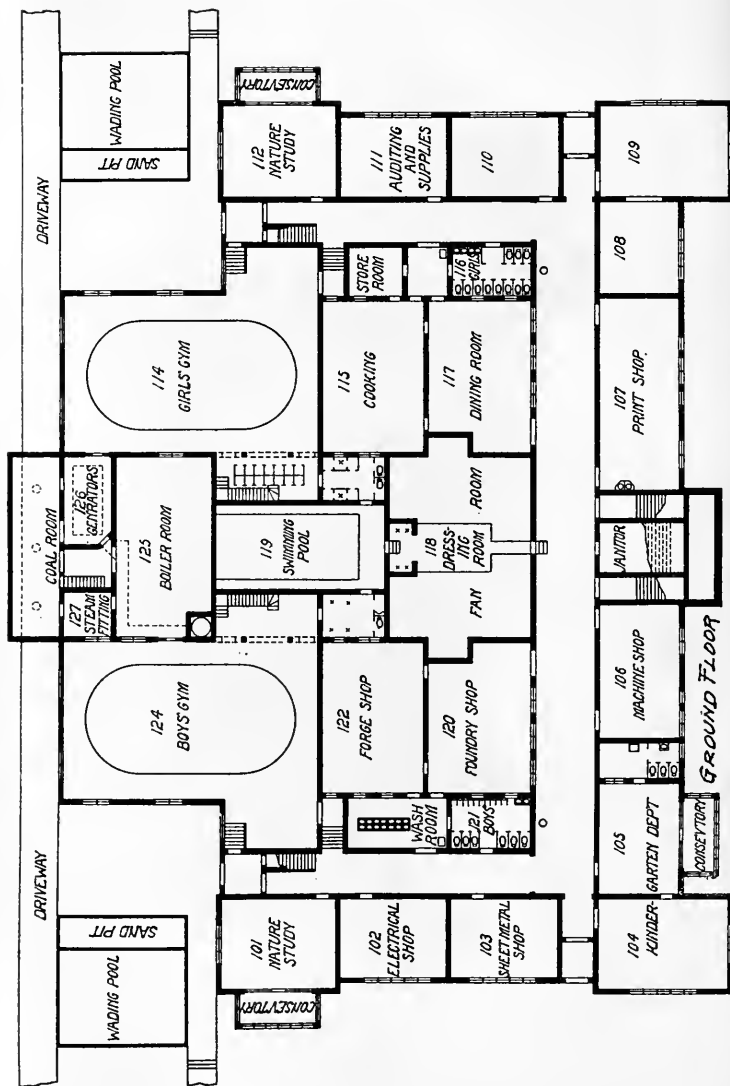 DRIVEWAY
WADING POOL
SAND PIT
CONSEVTORY
112
NATURE
STUDY
111
AUDITING
AND
SUPPLIES
110
109
108
107
PRINT SHOP.
114
GIRLS GYM
STORE
ROOM
116
GIRLS
115
COOKING
117
DINING ROOM
COAL ROOM
126
GENRATORS
125
BOILER ROOM
127
STEAM
FITTING
119
SWIMMING
POOL
118
DRESS-
ING
ROOM
FAN
ROOM
JANITOR
124
BOYS' GYM
122
FORGE SHOP
120
FOUNDRY SHOP
WASH
ROOM
121
BOYS
106
MACHINE SHOP
105
GARTEN DEPT
104
KINDER-
CONSEVTORY
GROUND FLOOR
DRIVEWAY
SAND PIT
WADING POOL
101
NATURE
STUDY
CONSEVTORY
102
ELECTRICAL
SHOP
103
SHEET METAL
SHOP